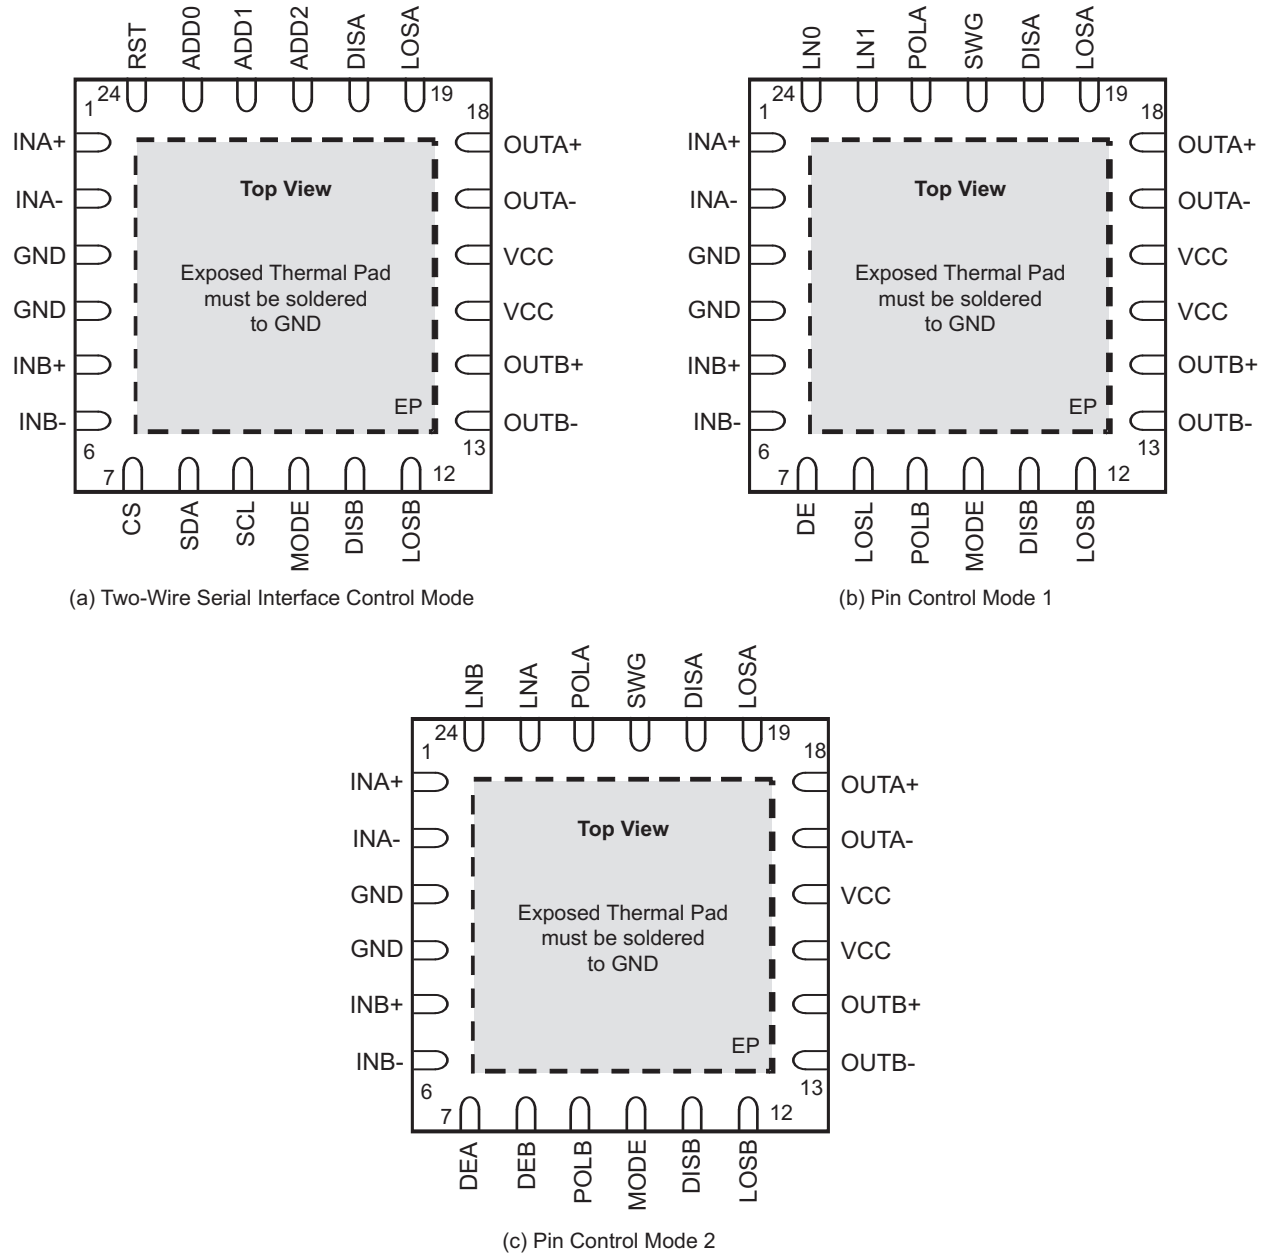 RST ADD0 ADD1 ADD2 DISA LOSA
24 19
1 18
INA+ OUTA+
INA- OUTA-
GND VCC
GND VCC
INB+ OUTB+
INB- OUTB-
Top View
Exposed Thermal Pad
must be soldered
to GND
EP
6 13
7 12
CS SDA SCL MODE DISB LOSB
(a) Two-Wire Serial Interface Control Mode
LN0 LN1 POLA SWG DISA LOSA
24 19
1 18
INA+ OUTA+
INA- OUTA-
GND VCC
GND VCC
INB+ OUTB+
INB- OUTB-
Top View
Exposed Thermal Pad
must be soldered
to GND
EP
6 13
7 12
DE LOSL POLB MODE DISB LOSB
(b) Pin Control Mode 1
LNB LNA POLA SWG DISA LOSA
24 19
1 18
INA+ OUTA+
INA- OUTA-
GND VCC
GND VCC
INB+ OUTB+
INB- OUTB-
Top View
Exposed Thermal Pad
must be soldered
to GND
EP
6 13
7 12
DEA DEB POLB MODE DISB LOSB
(c) Pin Control Mode 2